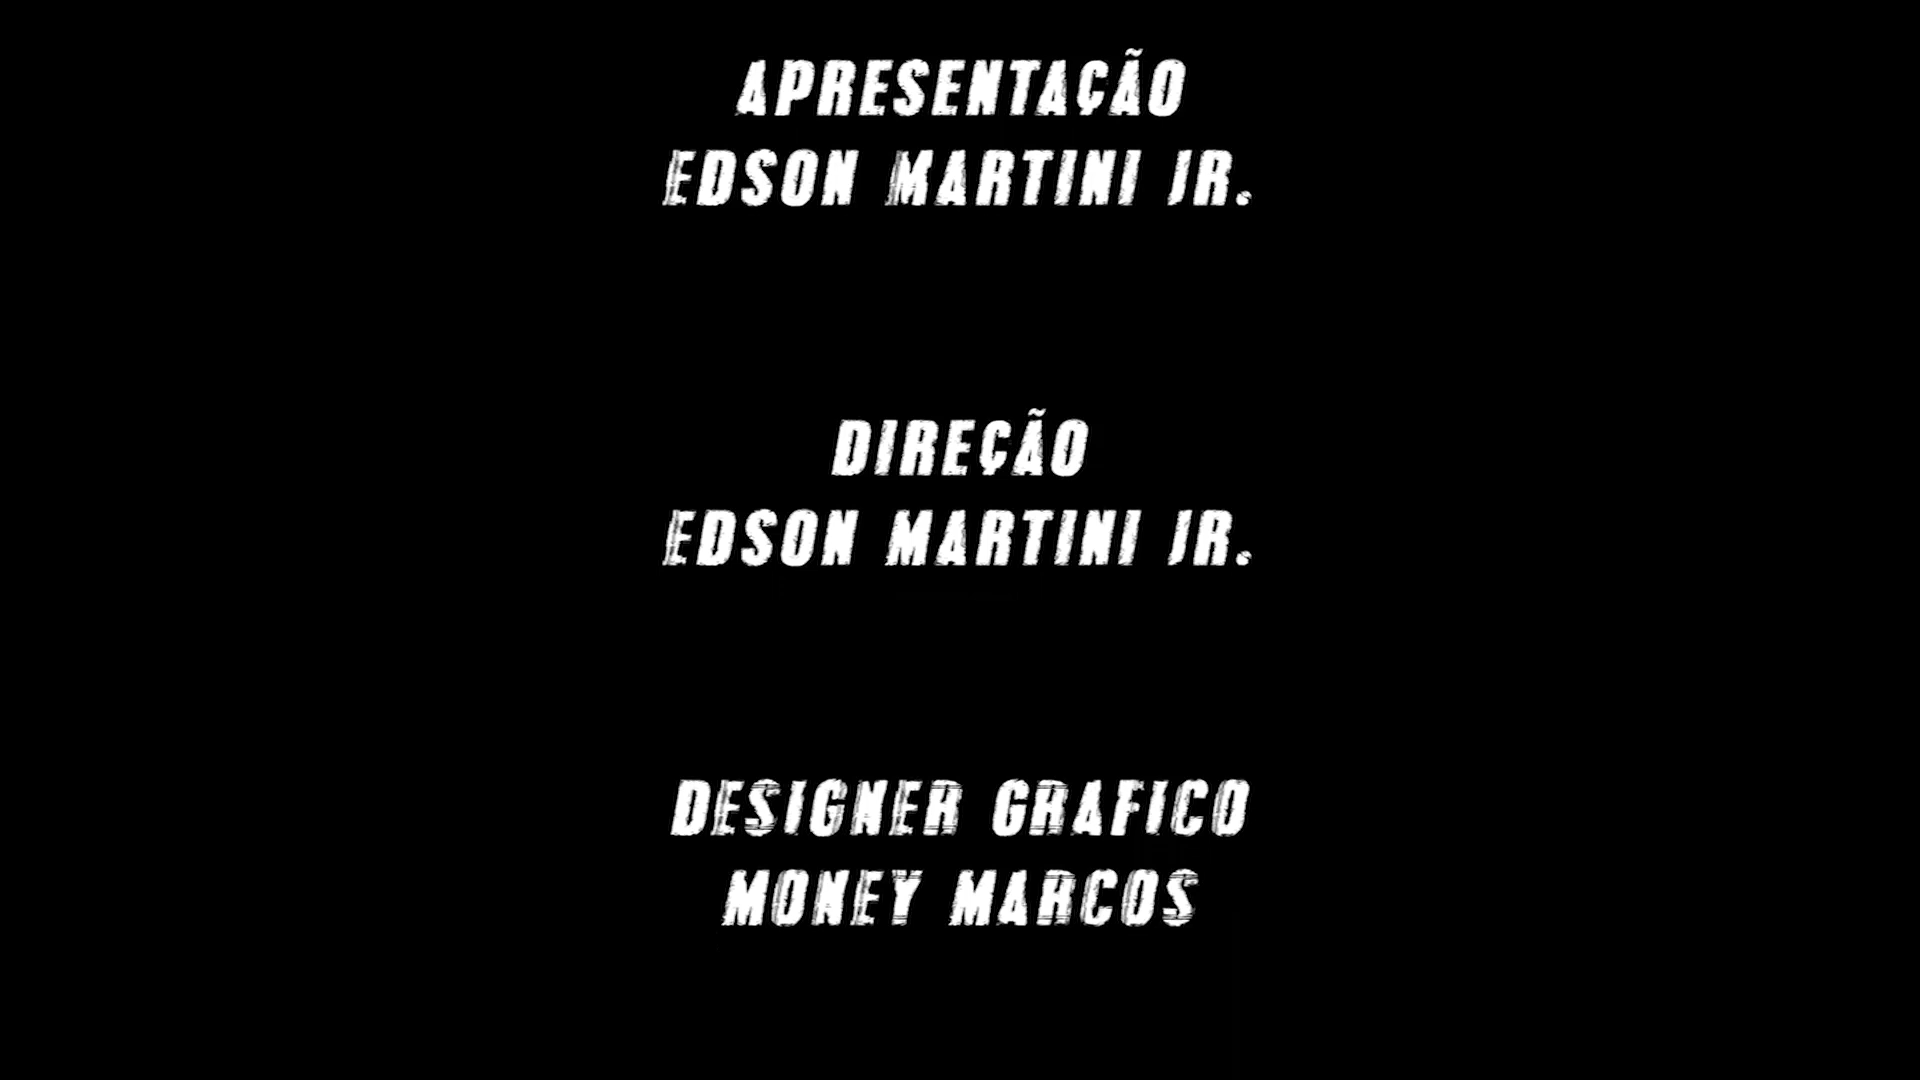 APRESENTAÇÃO
EDSON MARTINI JR.
DIREÇÃO
EDSON MARTINI JR.
DESIGNER GRAFICO
MONEY MARCOS